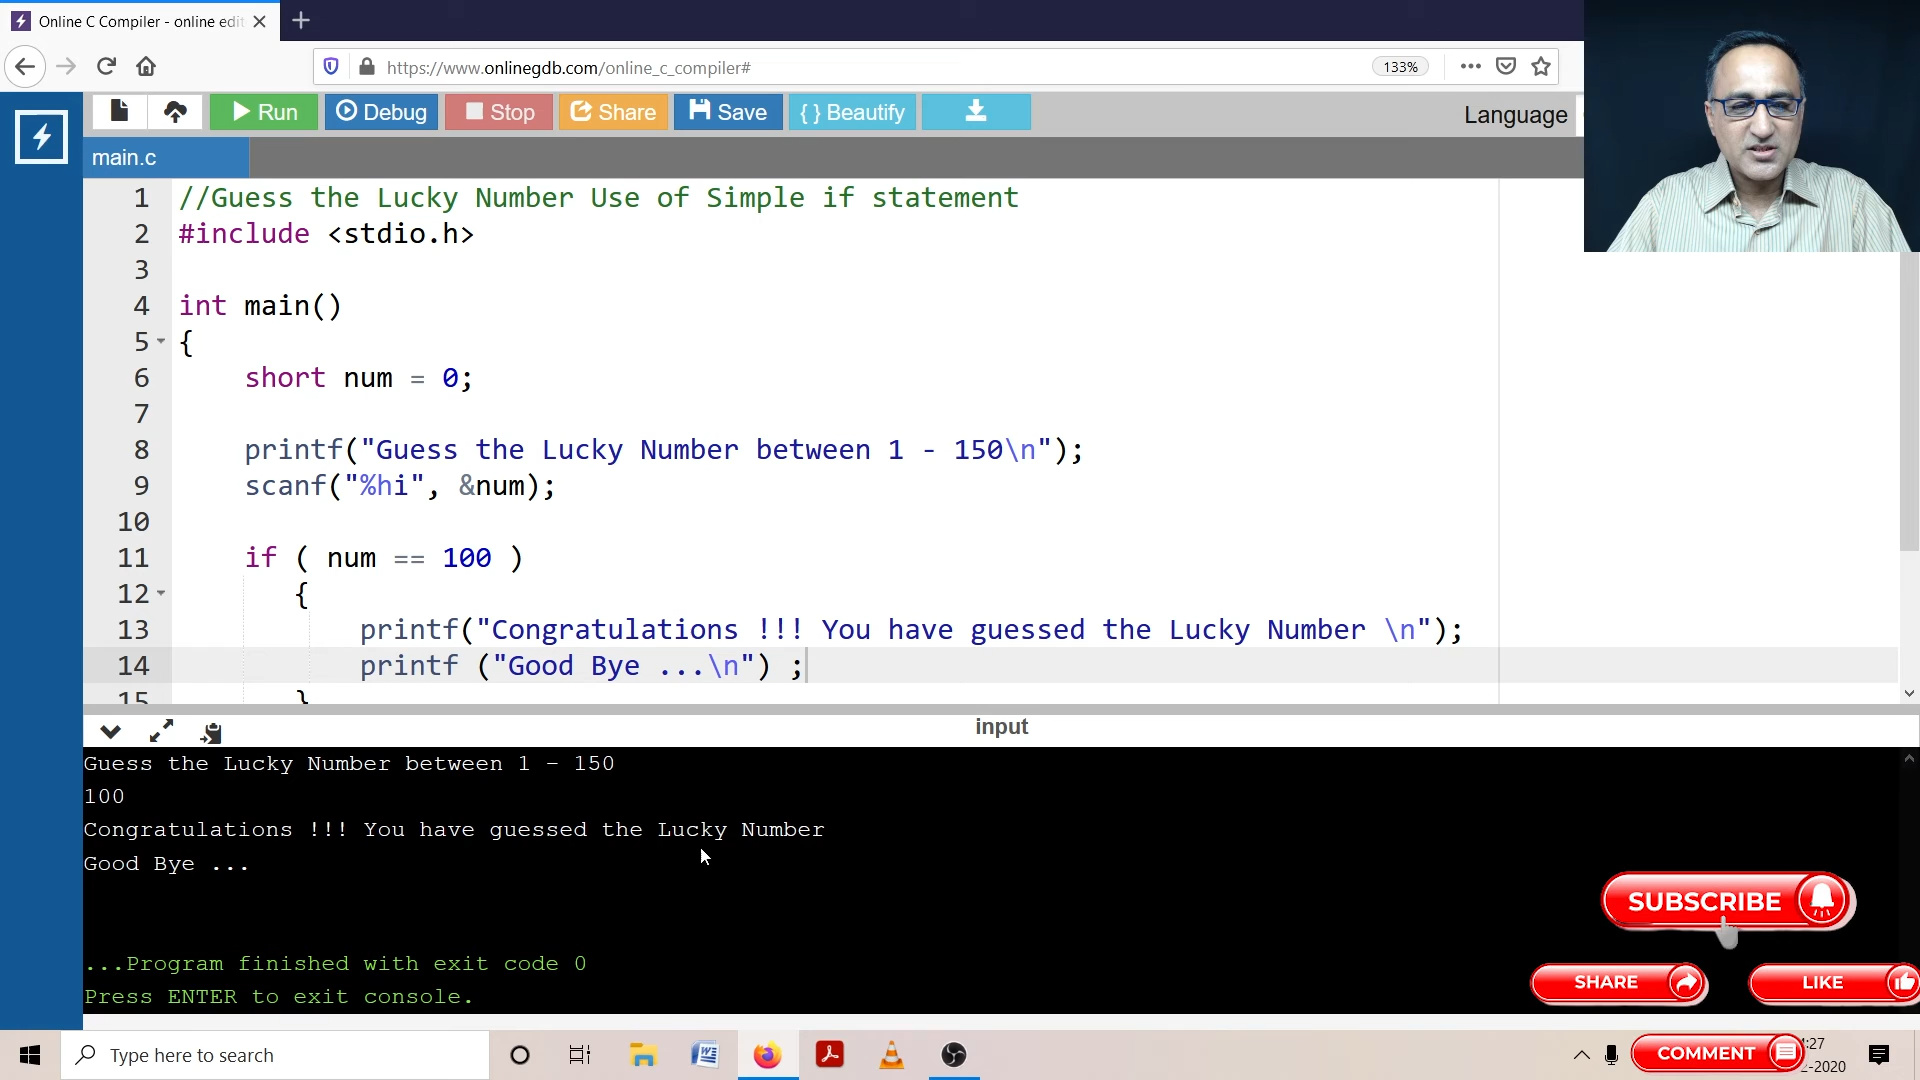 Online C Compiler - online edit
https://www.onlinegdb.com/online_c_compiler#
133%
Run
Debug
Stop
Share
Save
{ } Beautify
Language
main.c
1 //Guess the Lucky Number Use of Simple if statement
2 #include <stdio.h>
3
4 int main()
5 {
6 short num = 0;
7
8 printf("Guess the Lucky Number between 1 - 150\n");
9 scanf("%hi", &num);
10
11 if ( num == 100 )
12 {
13 printf("Congratulations !!! You have guessed the Lucky Number \n");
14 printf ("Good Bye ...\n") ;
15 }
input
Guess the Lucky Number between 1 - 150
100
Congratulations !!! You have guessed the Lucky Number
Good Bye ...
...Program finished with exit code 0
Press ENTER to exit console.
SUBSCRIBE
SHARE
LIKE
Type here to search
COMMENT
:27
-2020